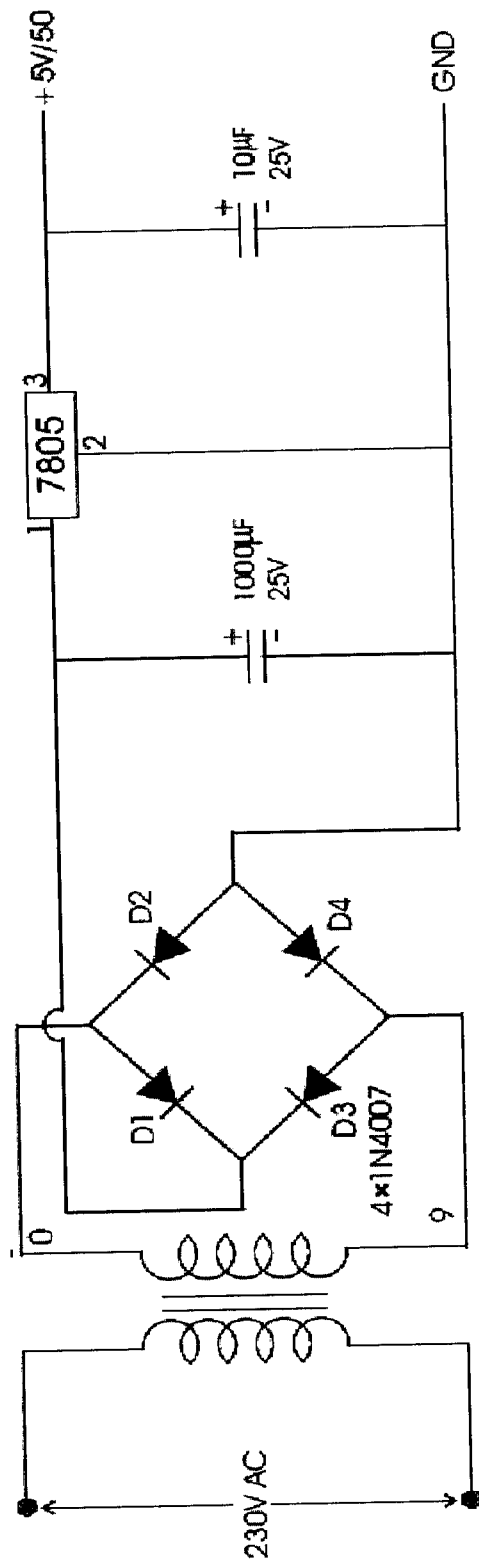 230V AC
0
9
D1
D2
D3
D4
4×1N4007
+
1000µF
-
25V
1
7805
3
2
+
10µF
-
25V
+ 5V/50
GND